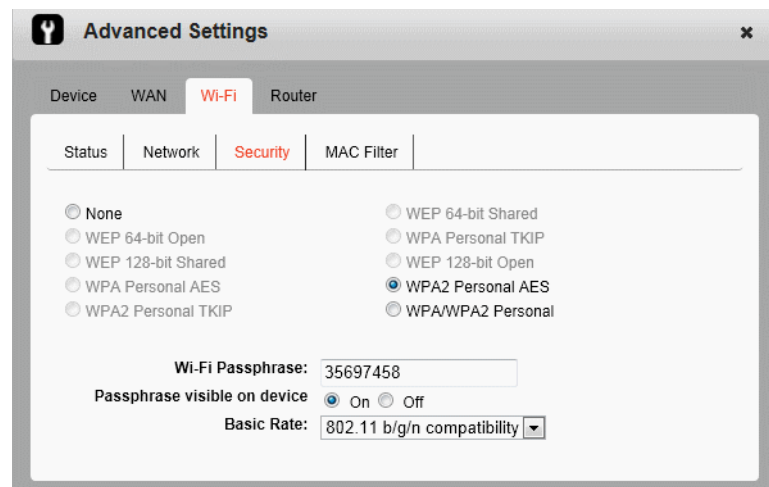 Advanced Settings
Device WAN Wi-Fi Router
Status Network Security MAC Filter
None WEP 64-bit Shared
WEP 64-bit Open WPA Personal TKIP
WEP 128-bit Shared WEP 128-bit Open
WPA Personal AES WPA2 Personal AES
WPA2 Personal TKIP WPA/WPA2 Personal
Wi-Fi Passphrase: 35697458
Passphrase visible on device On Off
Basic Rate: 802.11 b/g/n compatibility